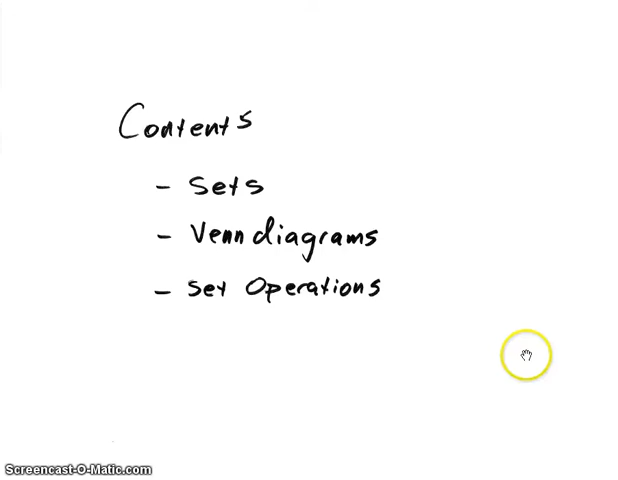 Contents
- Sets
- Venn diagrams
- Set Operations
Screencast-O-Matic.com